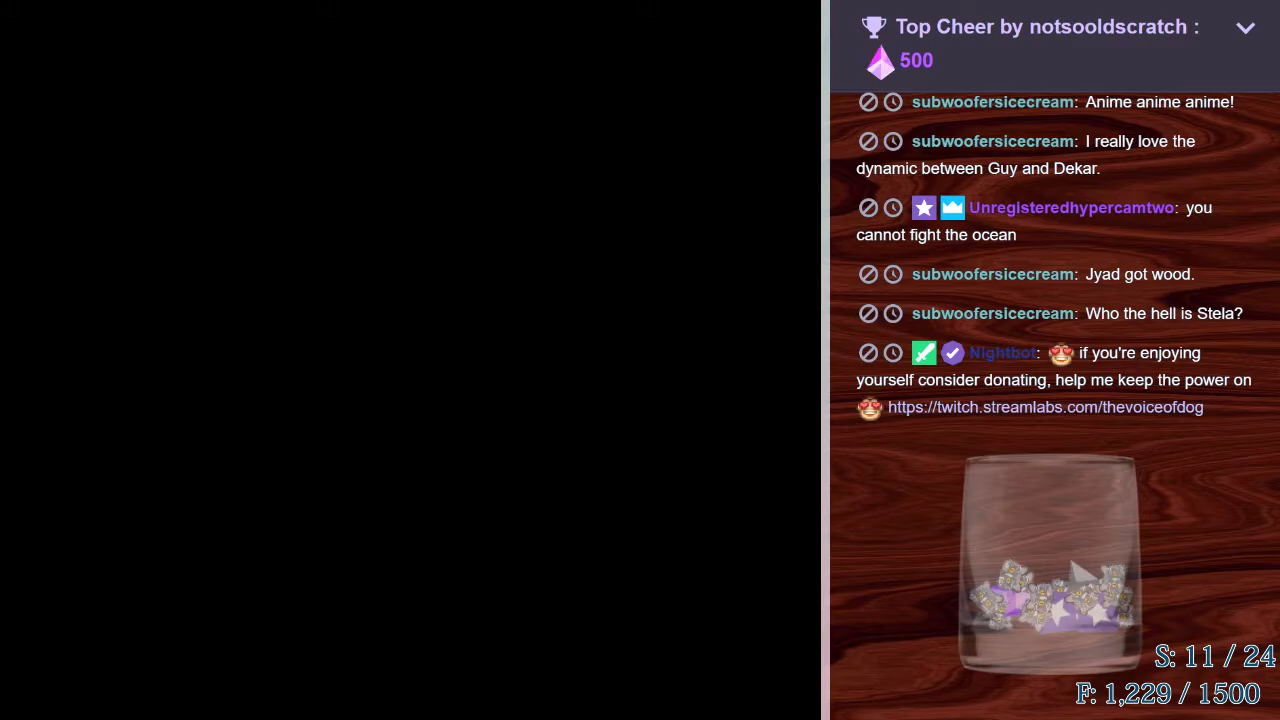 Top Cheer by notsooldscratch :
500
subwoofersicecream: Anime anime anime!
subwoofersicecream: I really love the
dynamic between Guy and Dekar.
Unregisteredhypercamtwo: you
cannot fight the ocean
subwoofersicecream: Jyad got wood.
subwoofersicecream: Who the hell is Stela?
Nightbot: if you're enjoying
yourself consider donating, help me keep the power on
https://twitch.streamlabs.com/thevoiceofdog
S: 11 / 24
F: 1,229 / 1500